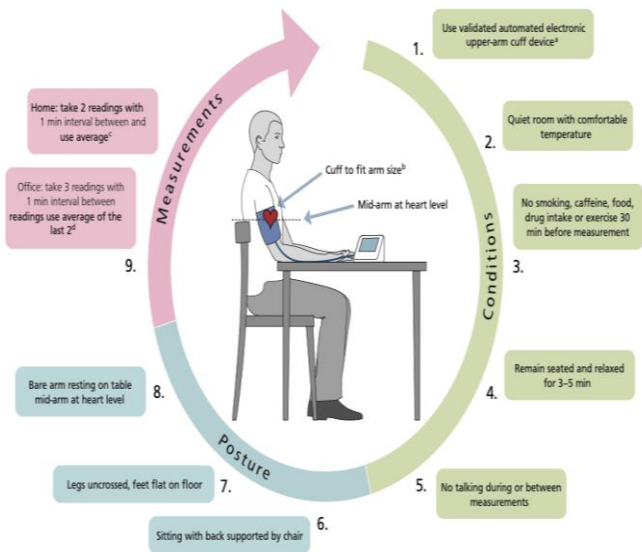 1.
Use validated automated electronic
upper-arm cuff deviceᵃ
2.
Quiet room with comfortable
temperature
No smoking, caffeine, food,
drug intake or exercise 30
min before measurement
3.
Conditions
Remain seated and relaxed
for 3–5 min
4.
5.
No talking during or between
measurements
6.
Sitting with back supported by chair
7.
Legs uncrossed, feet flat on floor
Posture
8.
Bare arm resting on table
mid-arm at heart level
9.
Measurements
Home: take 2 readings with
1 min interval between and
use averageᶜ
Office: take 3 readings with
1 min interval between
readings use average of the
last 2ᵈ
Cuff to fit arm sizeᵇ
Mid-arm at heart level